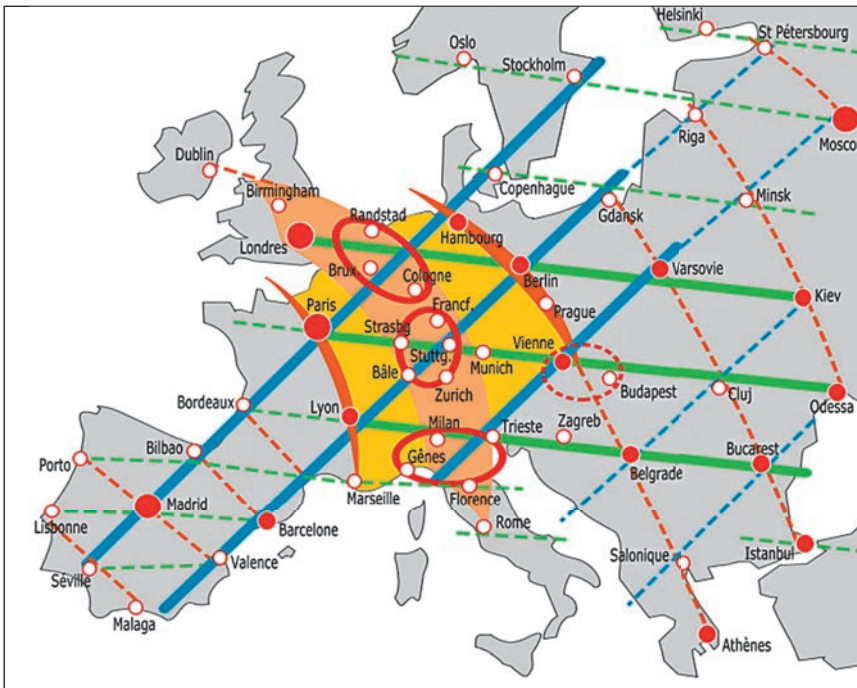 Helsinki
St Pétersbourg
Oslo
Stockholm
Moscou
Riga
Dublin
Birmingham
Copenhague
Minsk
Gdansk
Randstad
Londres
Hambourg
Brux.
Cologne
Berlin
Varsovie
Kiev
Paris
Francf.
Prague
Strasbg
Stuttg.
Vienne
Munich
Bâle
Zurich
Budapest
Cluj
Odessa
Bordeaux
Lyon
Milan
Trieste
Zagreb
Bilbao
Gênes
Bucarest
Porto
Belgrade
Madrid
Marseille
Florence
Lisbonne
Barcelone
Rome
Istanbul
Valence
Salonique
Séville
Malaga
Athènes